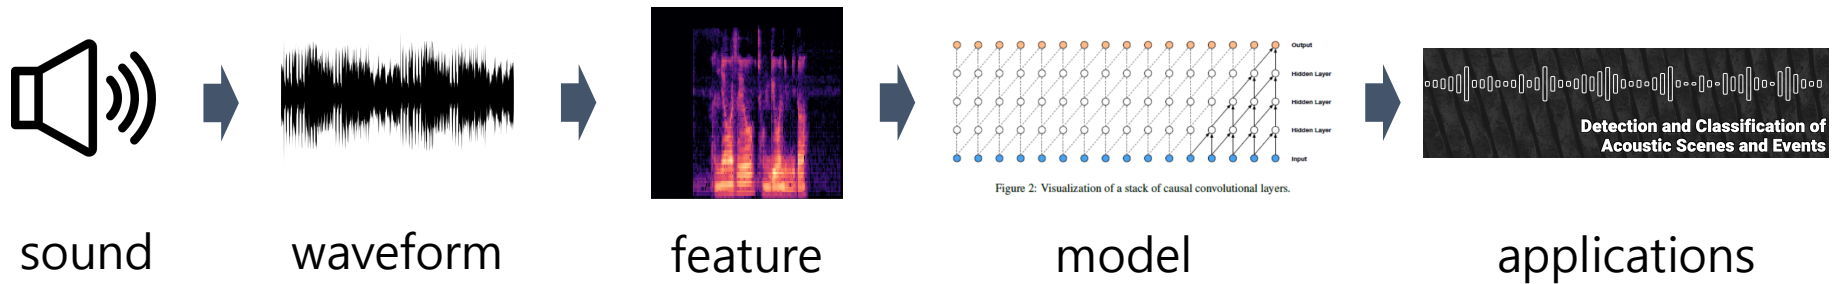 Output
Hidden Layer
Hidden Layer
Hidden Layer
Input
Figure 2: Visualization of a stack of causal convolutional layers.
Detection and Classification of
Acoustic Scenes and Events
sound
waveform
feature
model
applications